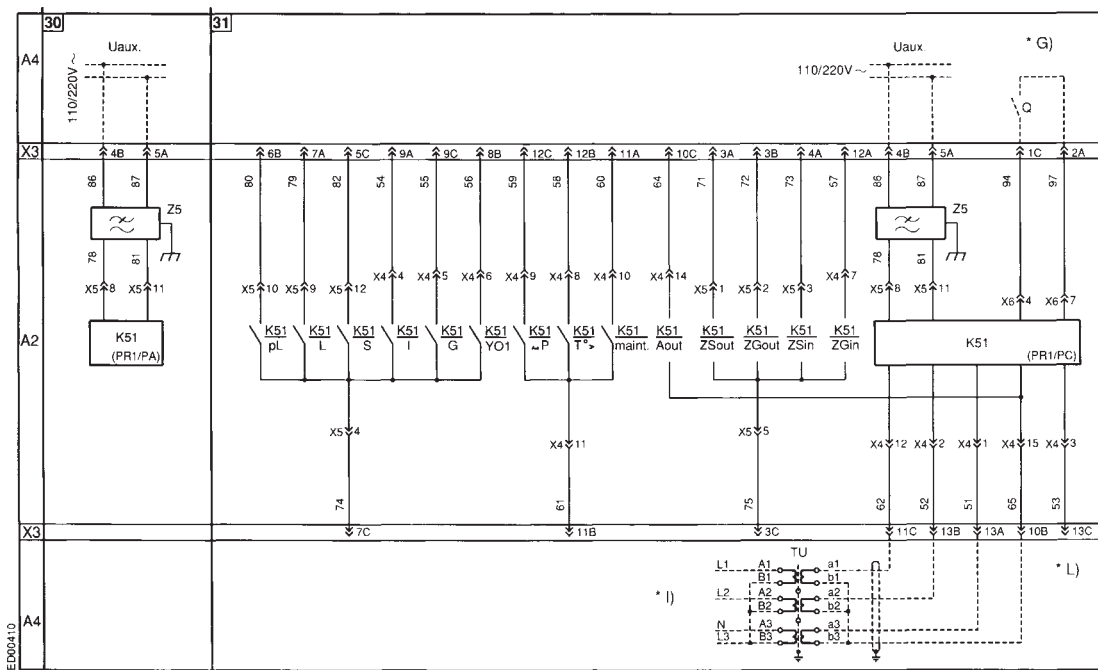 30
31
Uaux.
Uaux.
* G)
A4
110/220V ~
110/220V ~
Q
X3
4B 5A 6B 7A 5C 9A 9C 8B 12C 12B 11A 10C 3A 3B 4A 12A 4B 5A 1C 2A
86 87 80 79 82 54 55 56 59 58 60 64 71 72 73 57 86 87 94 97
Z5
Z5
78 81 78 81
X4 4 X4 5 X4 6 X4 9 X4 8 X4 10 X4 14 X4 7
X5 8 X5 11 X5 10 X5 9 X5 12 X5 1 X5 2 X5 3 X5 8 X5 11
X6 4 X6 7
A2
K51 K51 K51 K51 K51 K51 K51 K51 K51 K51 K51 K51 K51 K51 K51 K51
(PR1/PA) pL L S I G YO1 P T°> maint. Aout ZSout ZGout ZSin ZGin (PR1/PC)
X5 4 X4 11 X5 5 X4 12 X4 2 X4 1 X4 15 X4 3
74 61 75 62 52 51 65 53
X3
7C 11B 3C 11C 13B 13A 10B 13C
TU
* L)
L1 A1 a1
B1 b1
* I)
L2 A2 a2
B2 b2
N A3 a3
L3 B3 b3
A4
ED00410